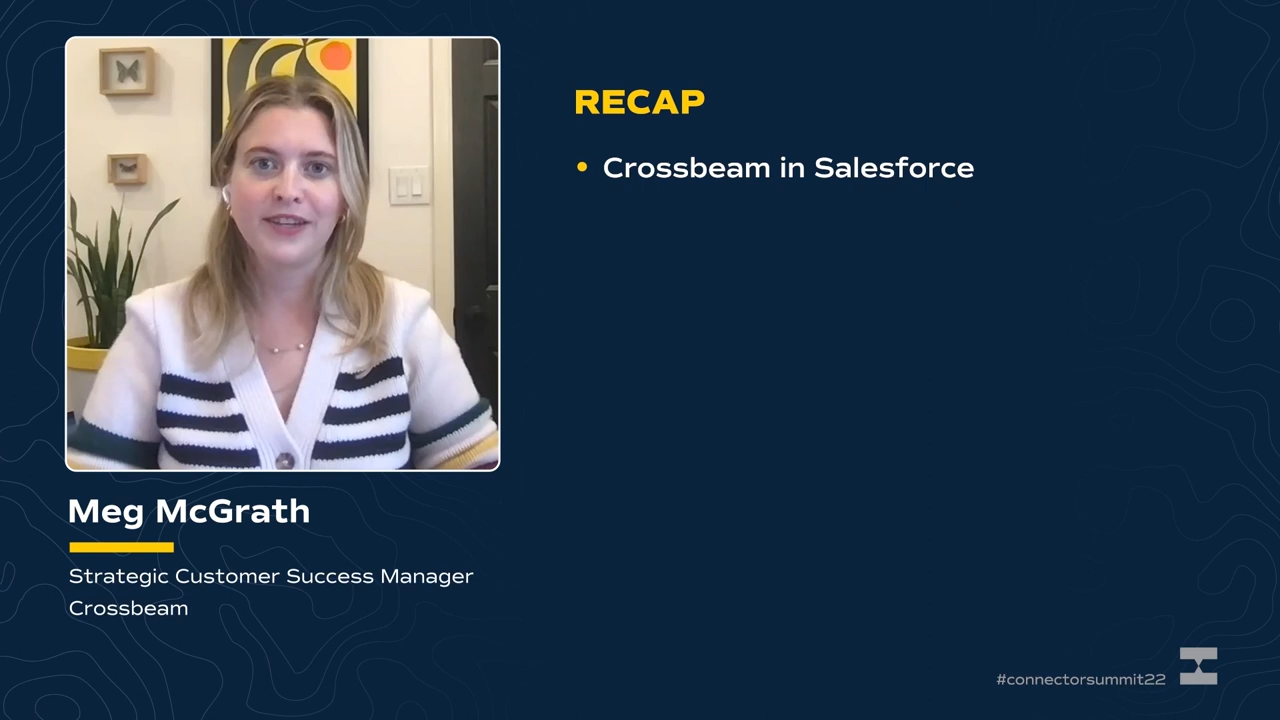 RECAP
• Crossbeam in Salesforce
Meg McGrath
Strategic Customer Success Manager
Crossbeam
#connectorsummit22